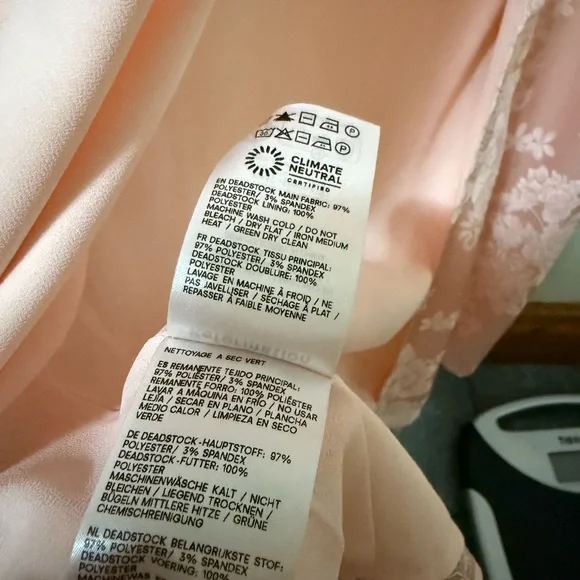 CLIMATE
NEUTRAL
CERTIFIED
EN DEADSTOCK MAIN FABRIC: 97%
POLYESTER/ 3% SPANDEX
DEADSTOCK LINING: 100%
POLYESTER
MACHINE WASH COLD / DO NOT
BLEACH / DRY FLAT / IRON MEDIUM
HEAT / GREEN DRY CLEAN
FR DEADSTOCK TISSU PRINCIPAL:
97% POLYESTER / 3% SPANDEX
DEADSTOCK DOUBLURE: 100%
POLYESTER
LAVAGE EN MACHINE À FROID / NE
PAS JAVELLISER / SÉCHAGE À PLAT /
REPASSER À FAIBLE MOYENNE
Reformation
NETTOYAGE A SEC VERT
REMANENTE TEJIDO PRINCIPAL:
97% POLIÉSTER/ 3% SPANDEX
REMANENTE FORRO: 100% POLIÉSTER
LAVAR A MÁQUINA EN FRÍO / NO USAR
LEJÍA / SECAR EN PLANO / PLANCHA
MEDIO CALOR / LIMPIEZA EN SECO
VERDE
DE DEADSTOCK-HAUPTSTOFF: 97%
POLYESTER/ 3% SPANDEX
DEADSTOCK-FUTTER: 100%
POLYESTER
MASCHINENWÄSCHE KALT / NICHT
BLEICHEN / LIEGEND TROCKNEN /
BÜGELN MITTLERE HITZE / GRÜNE
CHEMISCHREINIGUNG
NL DEADSTOCK BELANGRIJKSTE STOF:
97% POLYESTER/ 3% SPANDEX
DEADSTOCK VOERING: 100%
POLYESTER